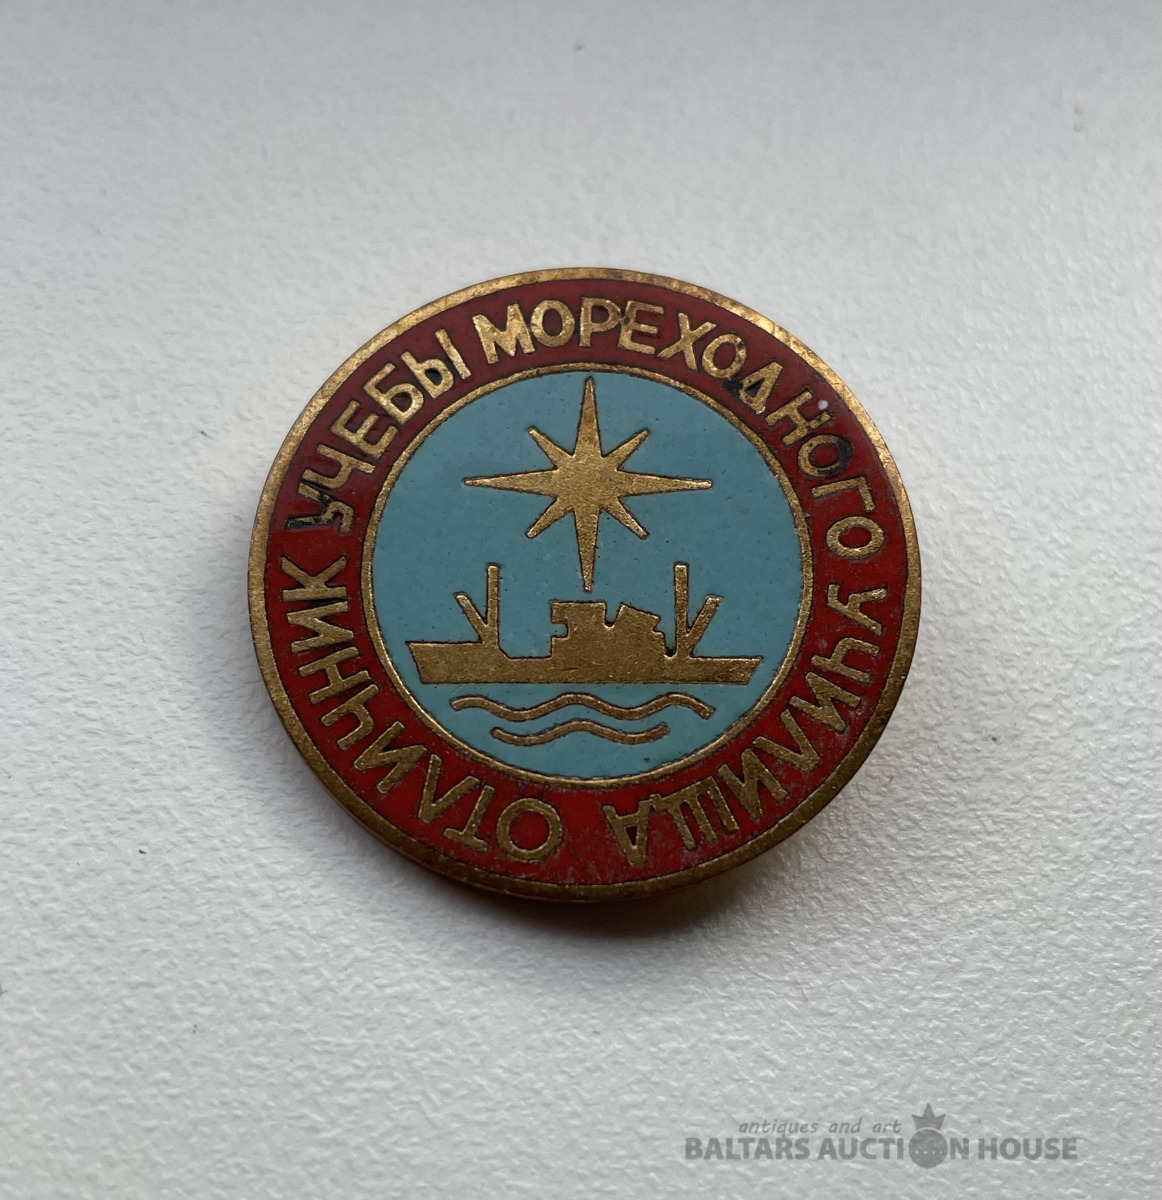 ОТЛИЧНИК УЧЕБЫ МОРЕХОДНОГО УЧИЛИЩА
antiques and art
BALTARS AUCTION HOUSE